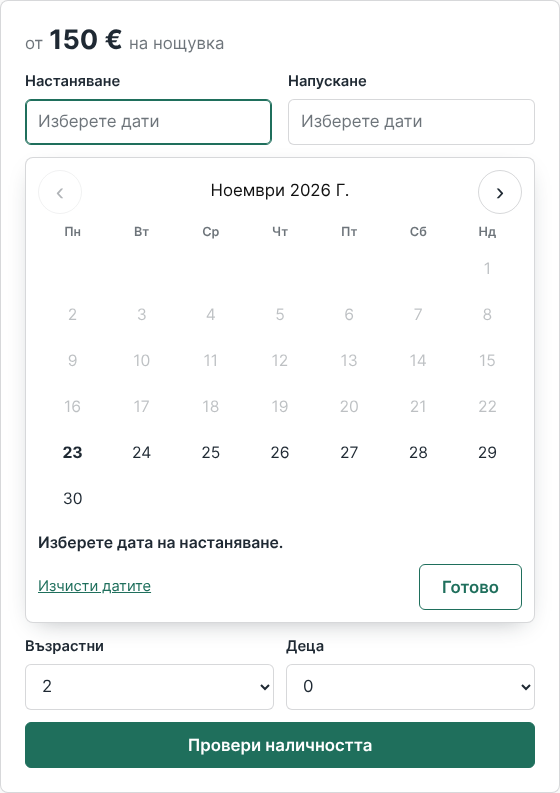 от 150 € на нощувка
Настаняване Напускане
Изберете дати Изберете дати
‹ Ноември 2026 Г. ›
Пн Вт Ср Чт Пт Сб Нд
1
2 3 4 5 6 7 8
9 10 11 12 13 14 15
16 17 18 19 20 21 22
23 24 25 26 27 28 29
30
Изберете дата на настаняване.
Изчисти датите Готово
Възрастни Деца
2 0
Провери наличността